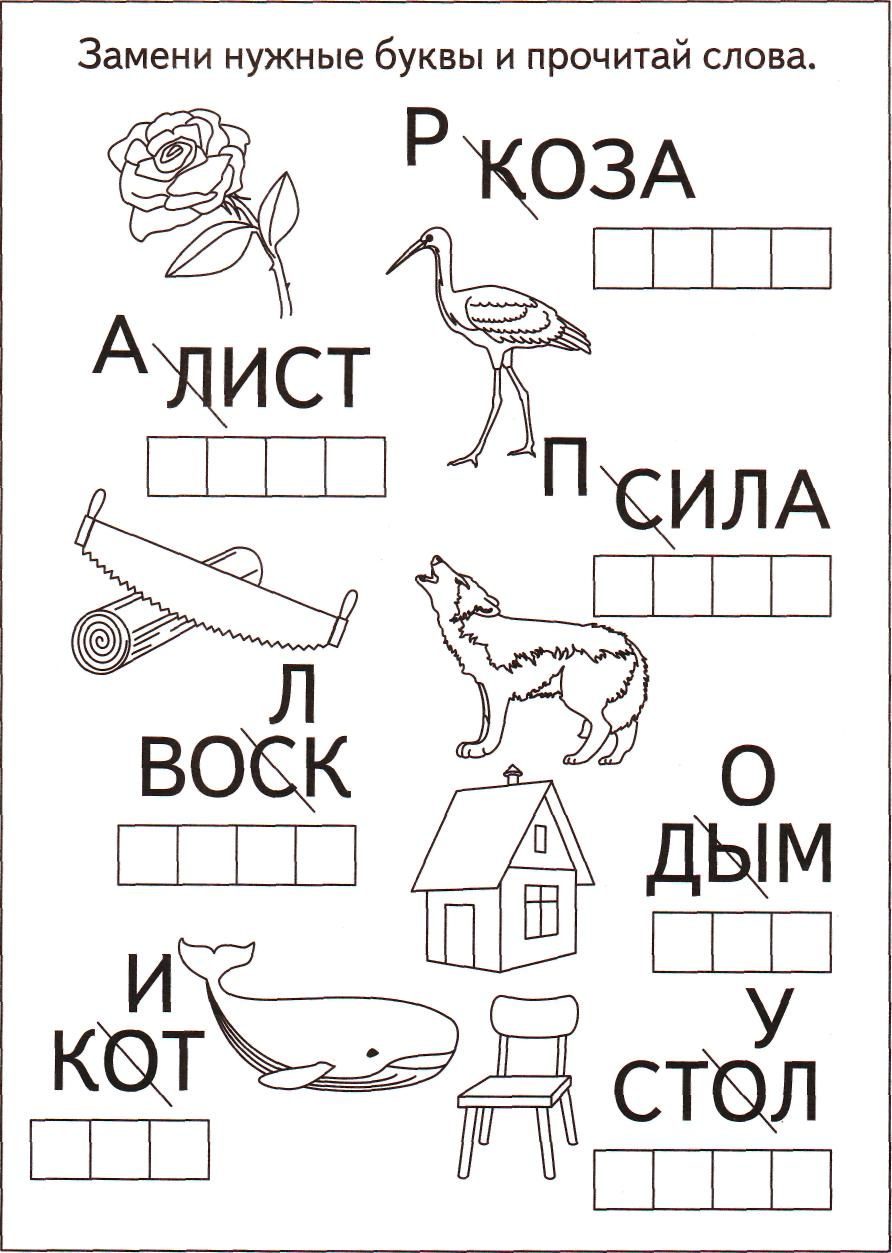 Замени нужные буквы и прочитай слова.
Р
КОЗА
А
ЛИСТ
П
СИЛА
Л
ВОСК
О
ДЫМ
И
КОТ
У
СТОЛ